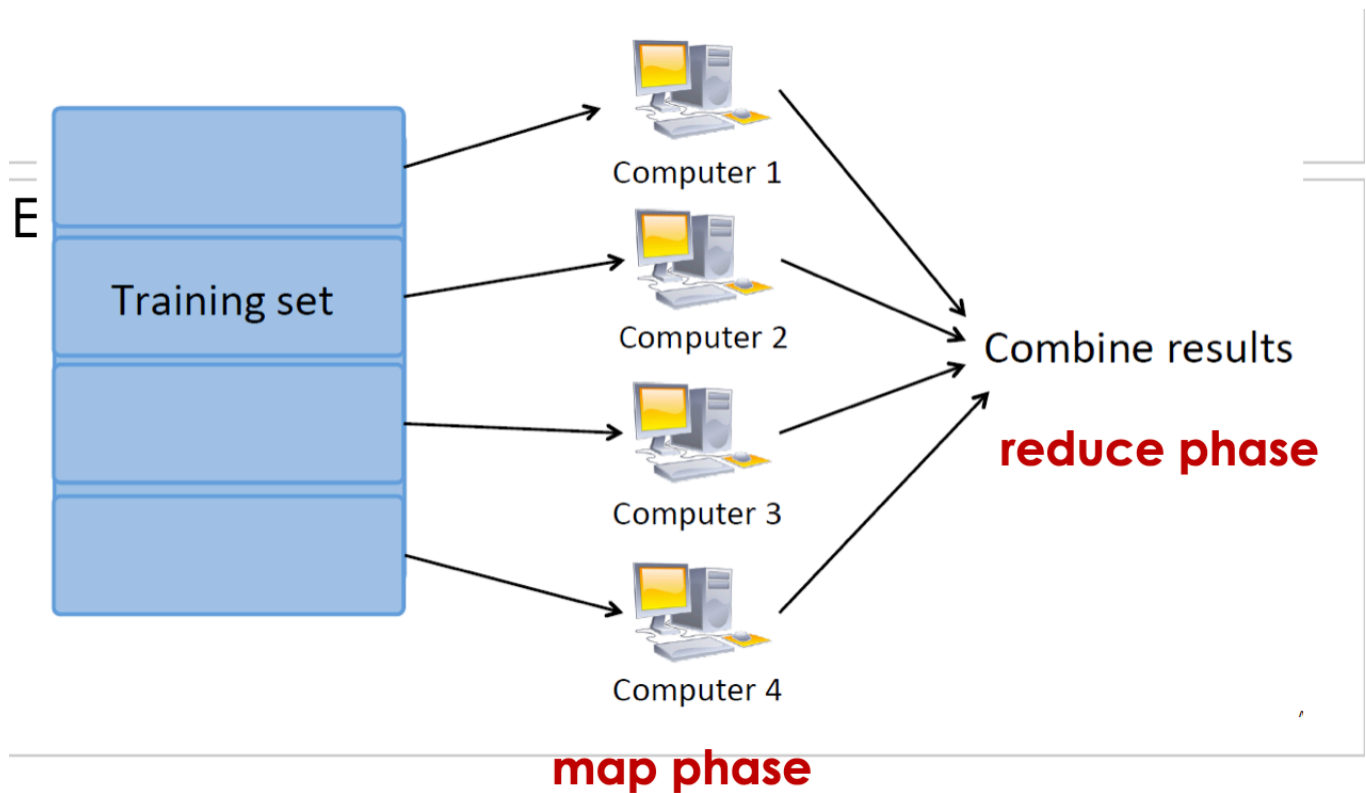 Computer 1
E
Training set
Computer 2
Combine results
reduce phase
Computer 3
Computer 4
map phase